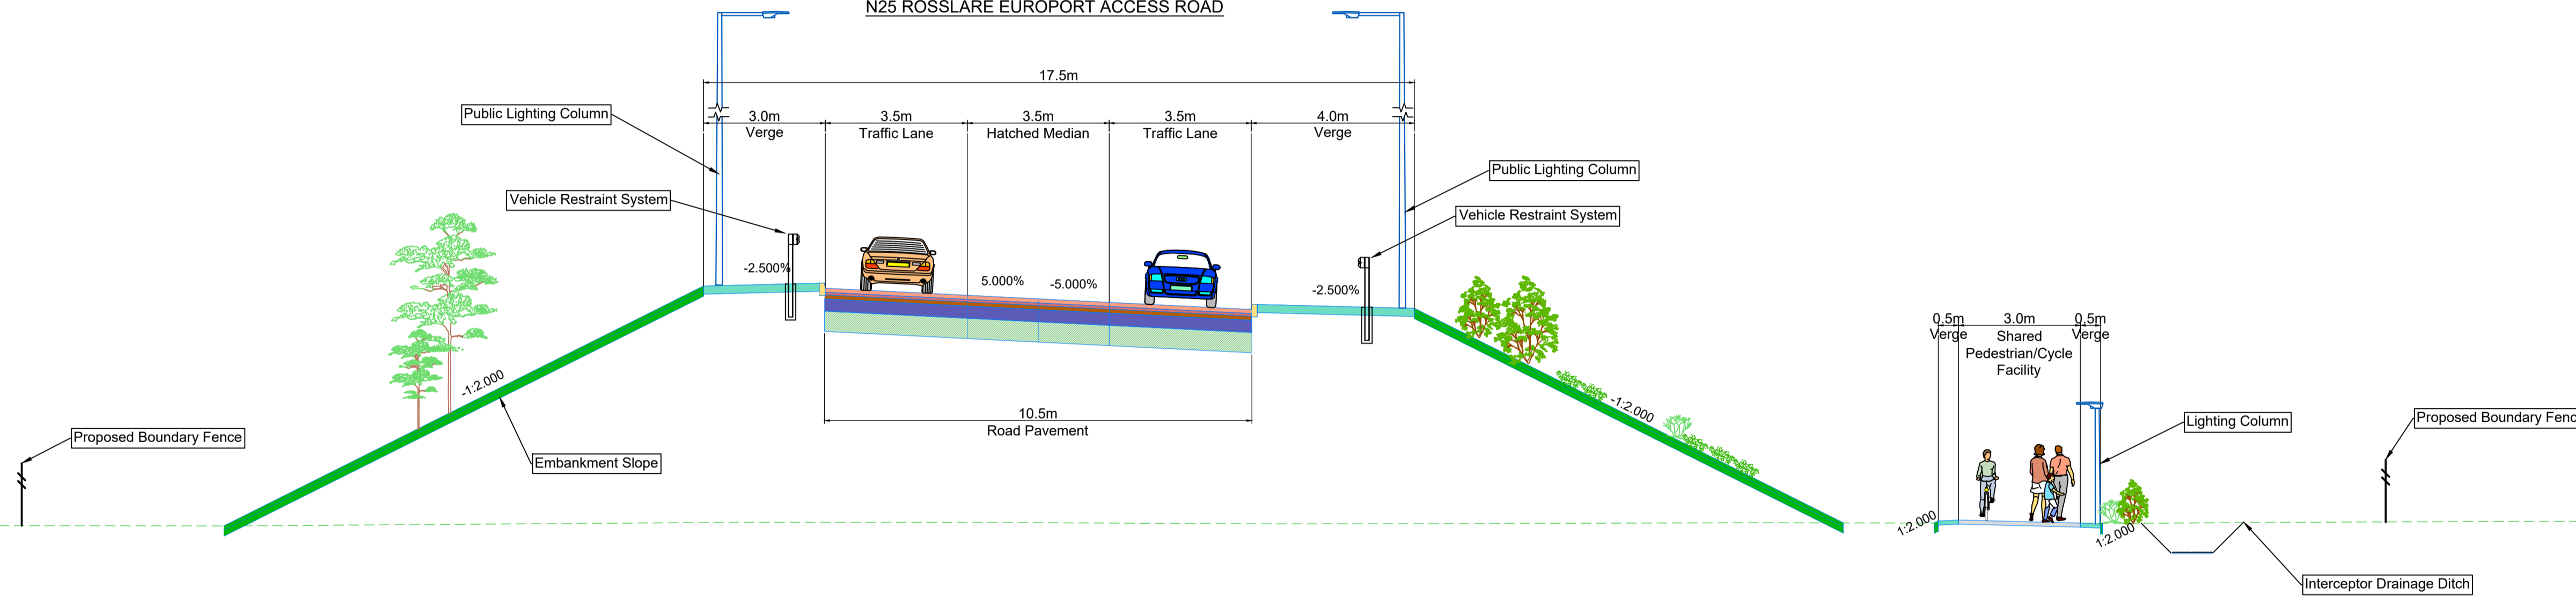 N25 ROSSLARE EUROPORT ACCESS ROAD
17.5m
3.0m
Verge
3.5m
Traffic Lane
3.5m
Hatched Median
3.5m
Traffic Lane
4.0m
Verge
Public Lighting Column
Vehicle Restraint System
Public Lighting Column
Vehicle Restraint System
-2.500%
5.000%
-5.000%
-2.500%
10.5m
Road Pavement
-1:2.000
Embankment Slope
-1:2.000
Proposed Boundary Fence
0.5m
Verge
3.0m
Shared
Pedestrian/Cycle
Facility
0.5m
Verge
Lighting Column
Proposed Boundary Fenc
1:2.000
1:2.000
Interceptor Drainage Ditch